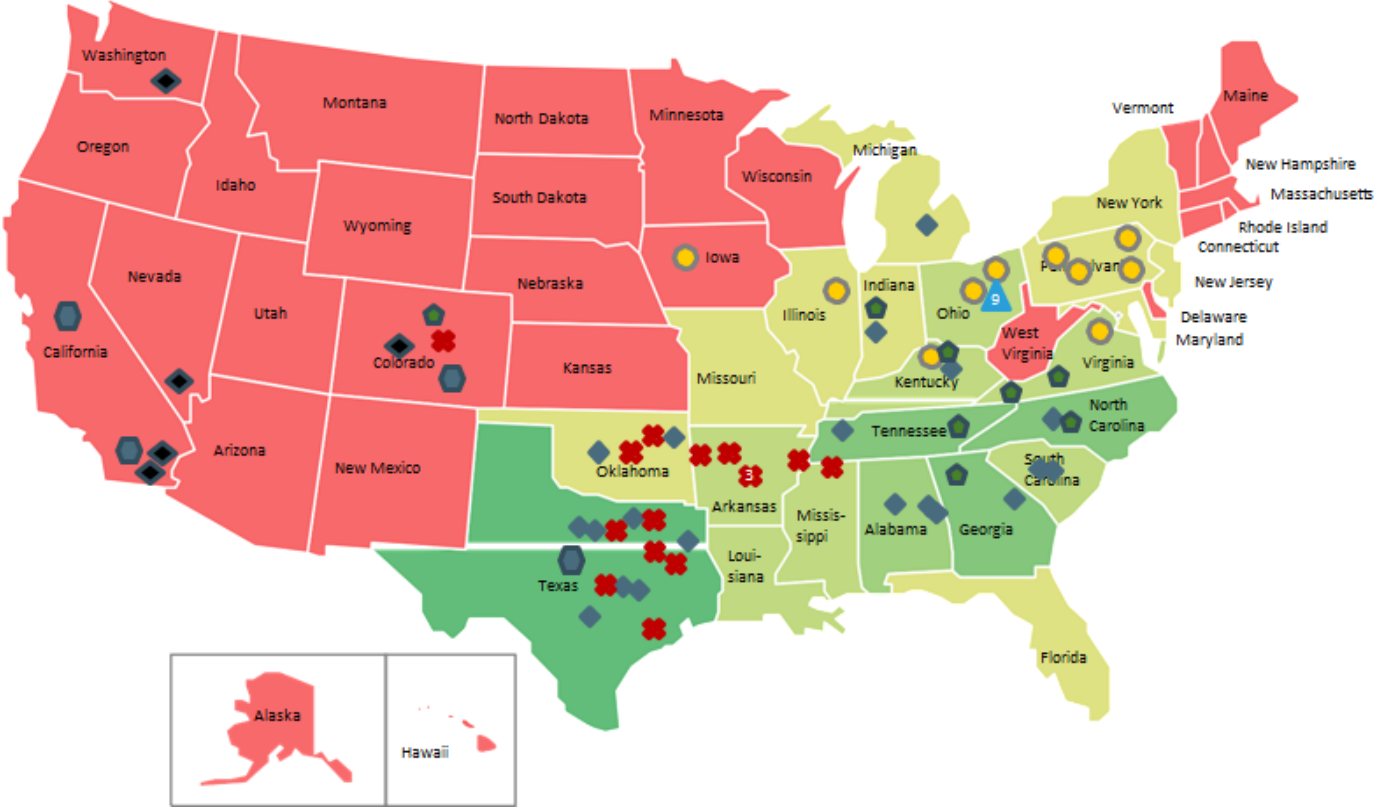 Washington
Montana
North Dakota
Minnesota
Oregon
Idaho
South Dakota
Wisconsin
Wyoming
Michigan
Vermont
Maine
New Hampshire
Massachusetts
New York
Rhode Island
Connecticut
Iowa
Nevada
Nebraska
Illinois
Indiana
Ohio
9
New Jersey
Delaware
Maryland
Utah
California
Colorado
Kansas
Missouri
West
Virginia
Virginia
Kentucky
North
Carolina
Tennessee
Arizona
New Mexico
Oklahoma
3
Arkansas
South
Carolina
Missis-
sippi
Alabama
Georgia
Loui-
siana
Texas
Florida
Alaska
Hawaii